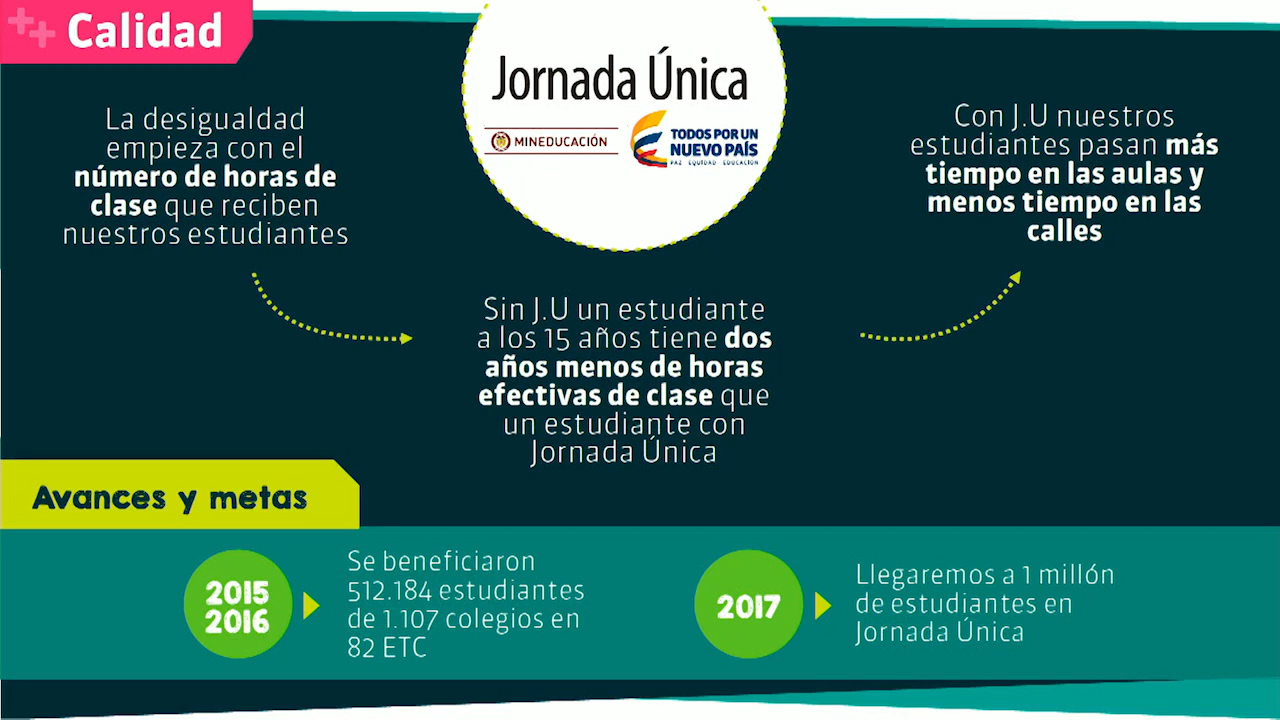 Calidad
Jornada Única
MINEDUCACIÓN
TODOS POR UN
NUEVO PAÍS
PAZ EQUIDAD EDUCACIÓN
La desigualdad
empieza con el
número de horas de
clase que reciben
nuestros estudiantes
Sin J.U un estudiante
a los 15 años tiene dos
años menos de horas
efectivas de clase que
un estudiante con
Jornada Única
Con J.U nuestros
estudiantes pasan más
tiempo en las aulas y
menos tiempo en las
calles
Avances y metas
2015
2016
Se beneficiaron
512.184 estudiantes
de 1.107 colegios en
82 ETC
2017
Llegaremos a 1 millón
de estudiantes en
Jornada Única